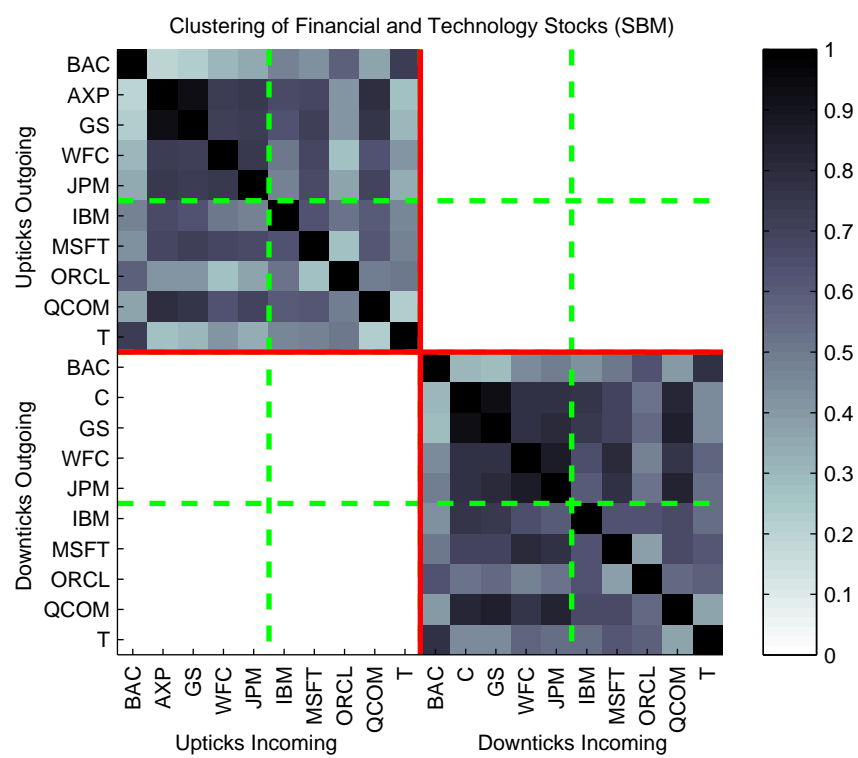 Clustering of Financial and Technology Stocks (SBM)
Upticks Outgoing
BAC
AXP
GS
WFC
JPM
IBM
MSFT
ORCL
QCOM
T
Downticks Outgoing
BAC
C
GS
WFC
JPM
IBM
MSFT
ORCL
QCOM
T
BAC AXP GS WFC JPM IBM MSFT ORCL QCOM T BAC C GS WFC JPM IBM MSFT ORCL QCOM T
Upticks Incoming Downticks Incoming
1
0.9
0.8
0.7
0.6
0.5
0.4
0.3
0.2
0.1
0